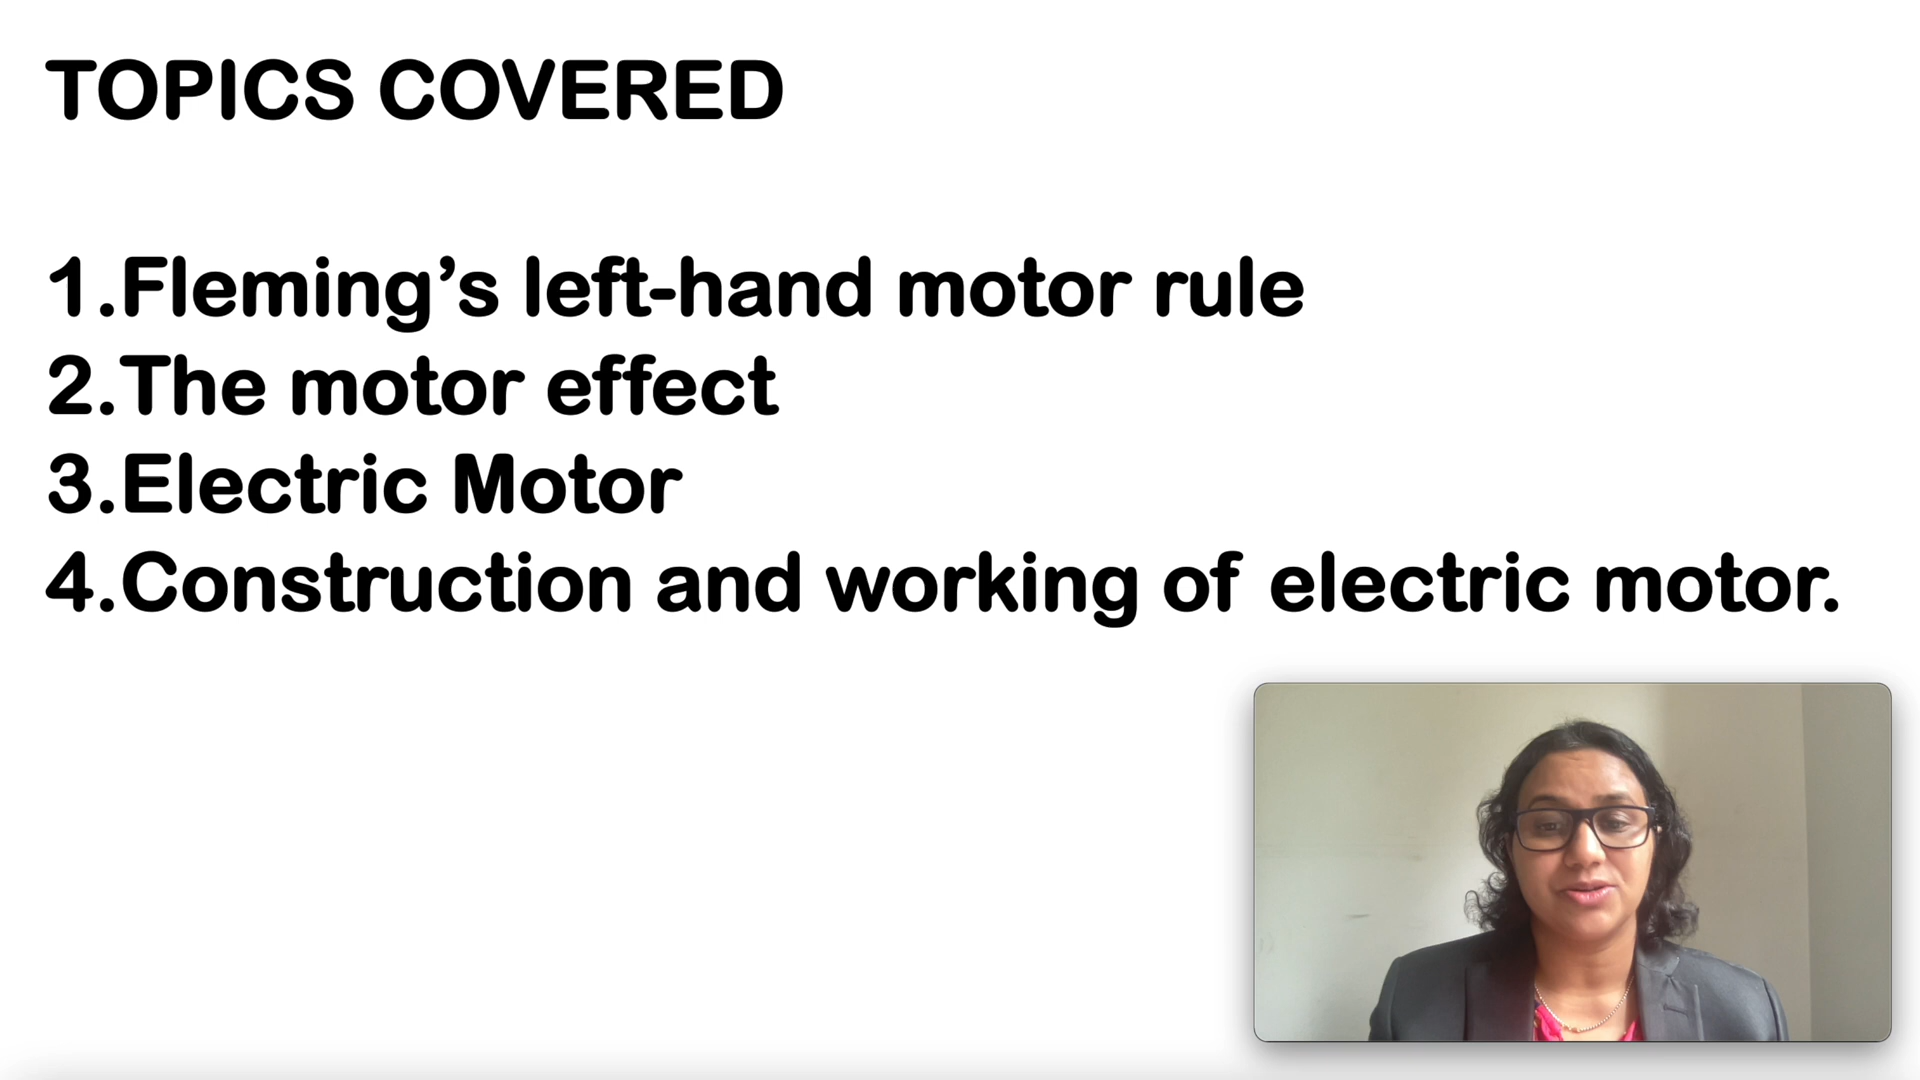 TOPICS COVERED
1.Fleming’s left-hand motor rule
2.The motor effect
3.Electric Motor
4.Construction and working of electric motor.